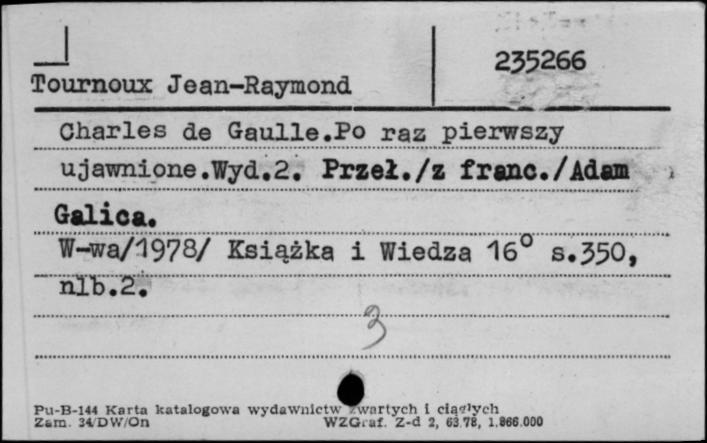 235266
Tournoux Jean-Raymond
Charles de Gaulle.Po raz pierwszy
ujawnione.Wyd.2. Przeł./z franc./Adam
Galica.
W-wa/1978/ Książka i Wiedza 16° s.350,
nlb.2.
3
Pu-B-144 Karta katalogowa wydawnictw zwartych i ciągłych
Zam. 34/DW/On WZGraf. Z-d 2, 63.78, 1.866.000